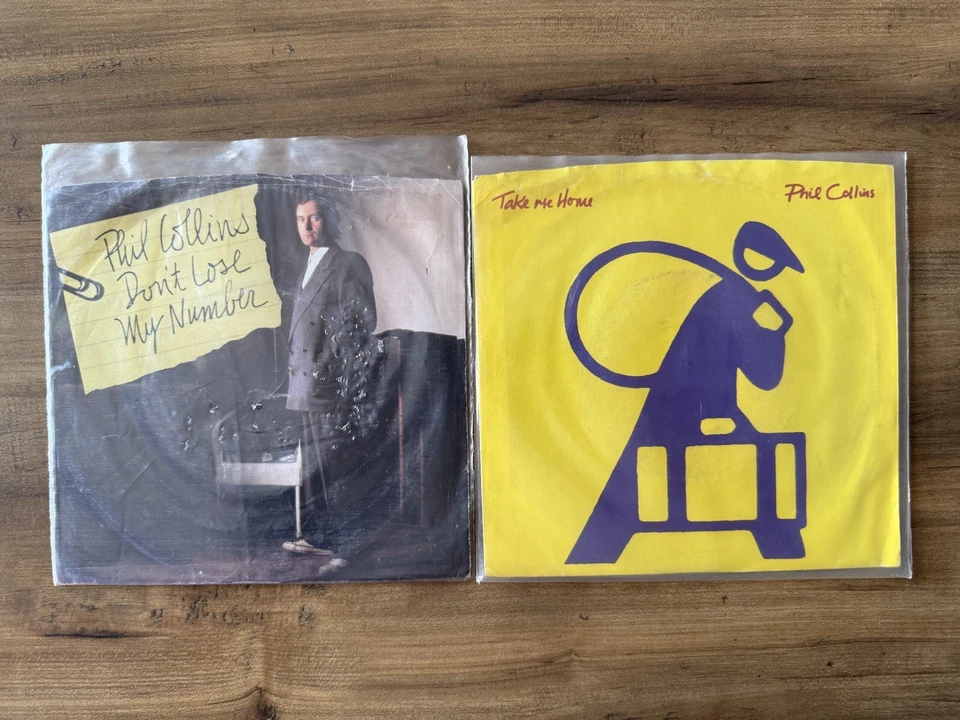 Phil Collins
Don't Lose
My Number
Take me Home
Phil Collins